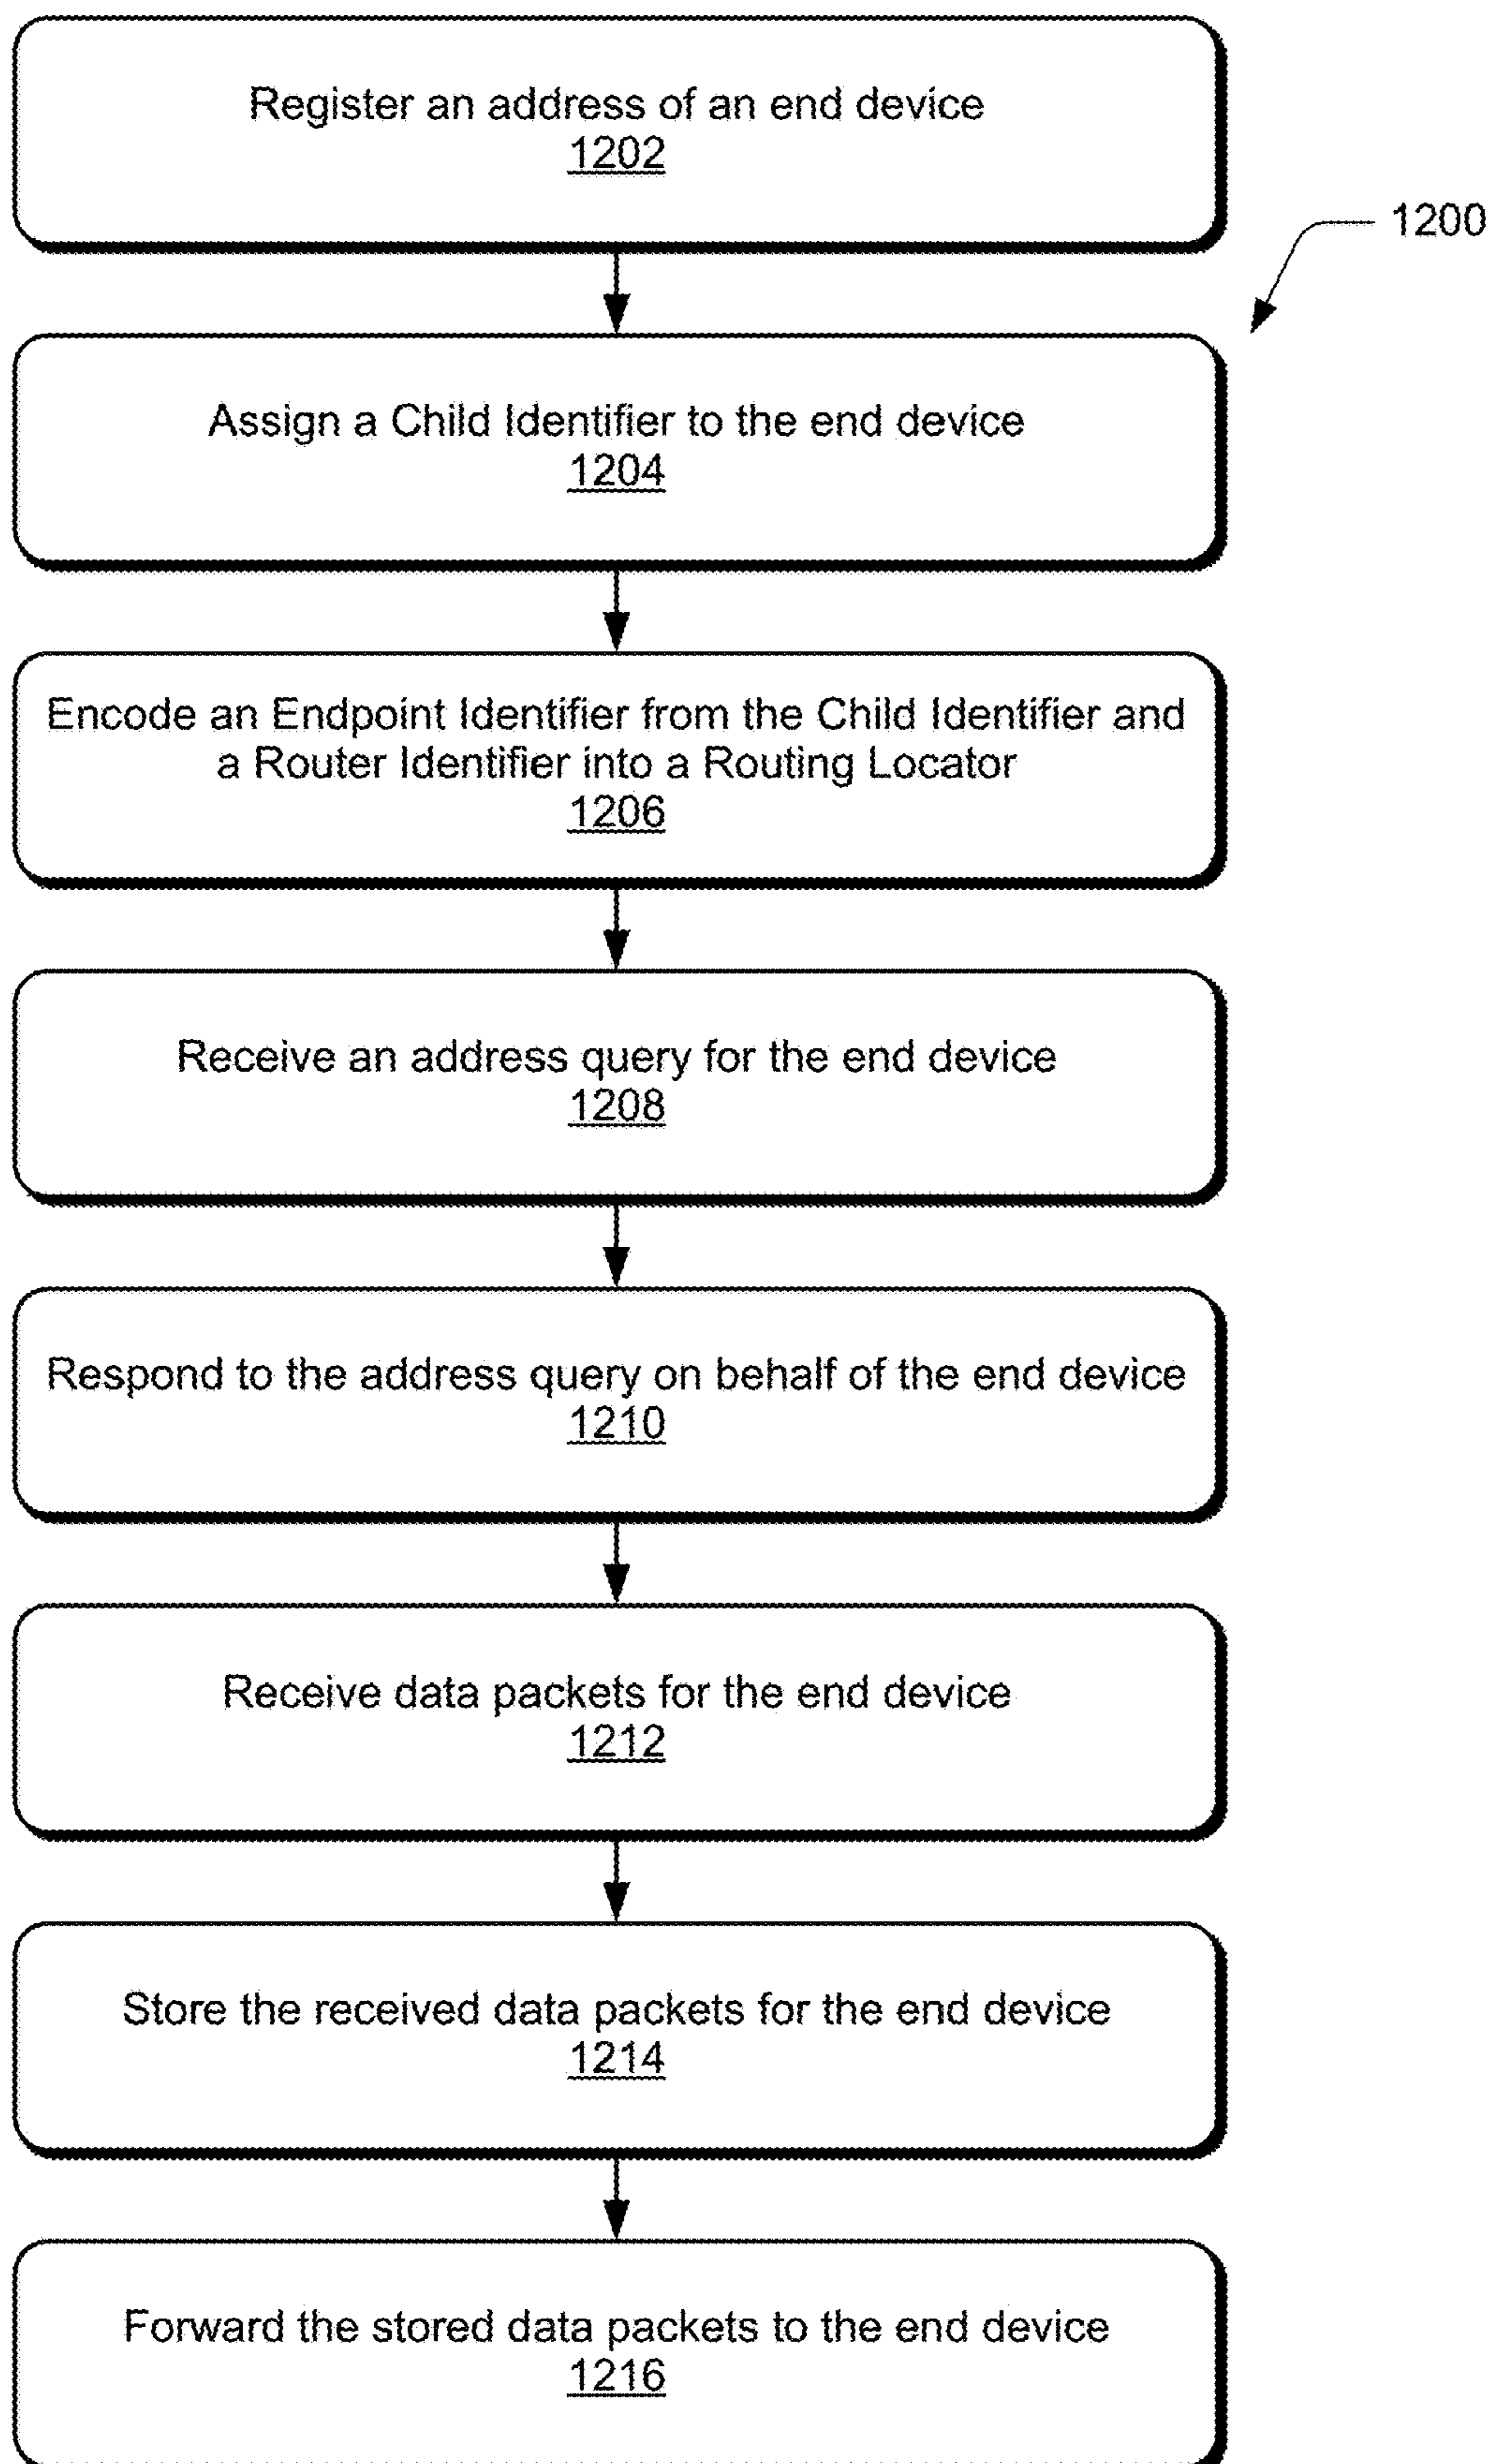 Register an address of an end device
1202
1200
Assign a Child Identifier to the end device
1204
Encode an Endpoint Identifier from the Child Identifier and
a Router Identifier into a Routing Locator
1206
Receive an address query for the end device
1208
Respond to the address query on behalf of the end device
1210
Receive data packets for the end device
1212
Store the received data packets for the end device
1214
Forward the stored data packets to the end device
1216